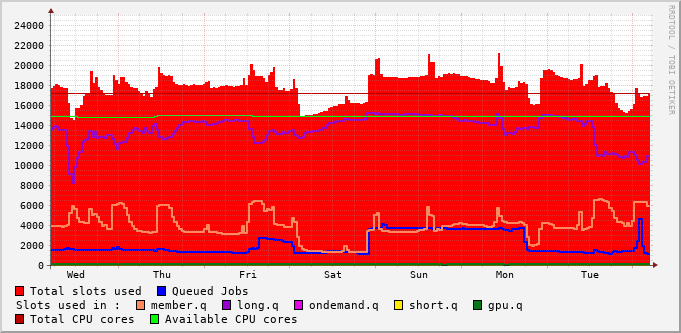 24000
22000
20000
18000
16000
14000
12000
10000
8000
6000
4000
2000
0
Wed Thu Fri Sat Sun Mon Tue
Total slots used Queued Jobs
Slots used in : member.q long.q ondemand.q short.q gpu.q
Total CPU cores Available CPU cores
RRDTOOL / TOBI OETIKER